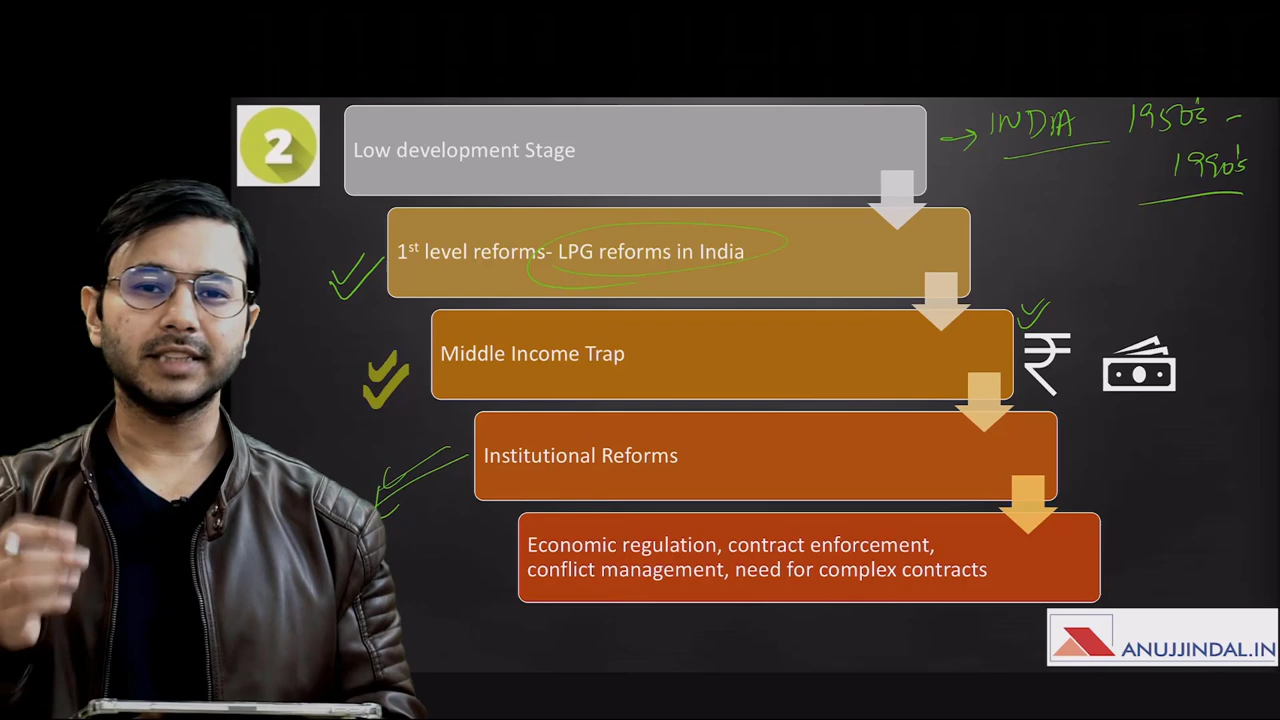 2
Low development Stage
→ INDIA 1950's -
1990's
1st level reforms- LPG reforms in India
Middle Income Trap
₹
Institutional Reforms
Economic regulation, contract enforcement,
conflict management, need for complex contracts
ANUJJINDAL.IN